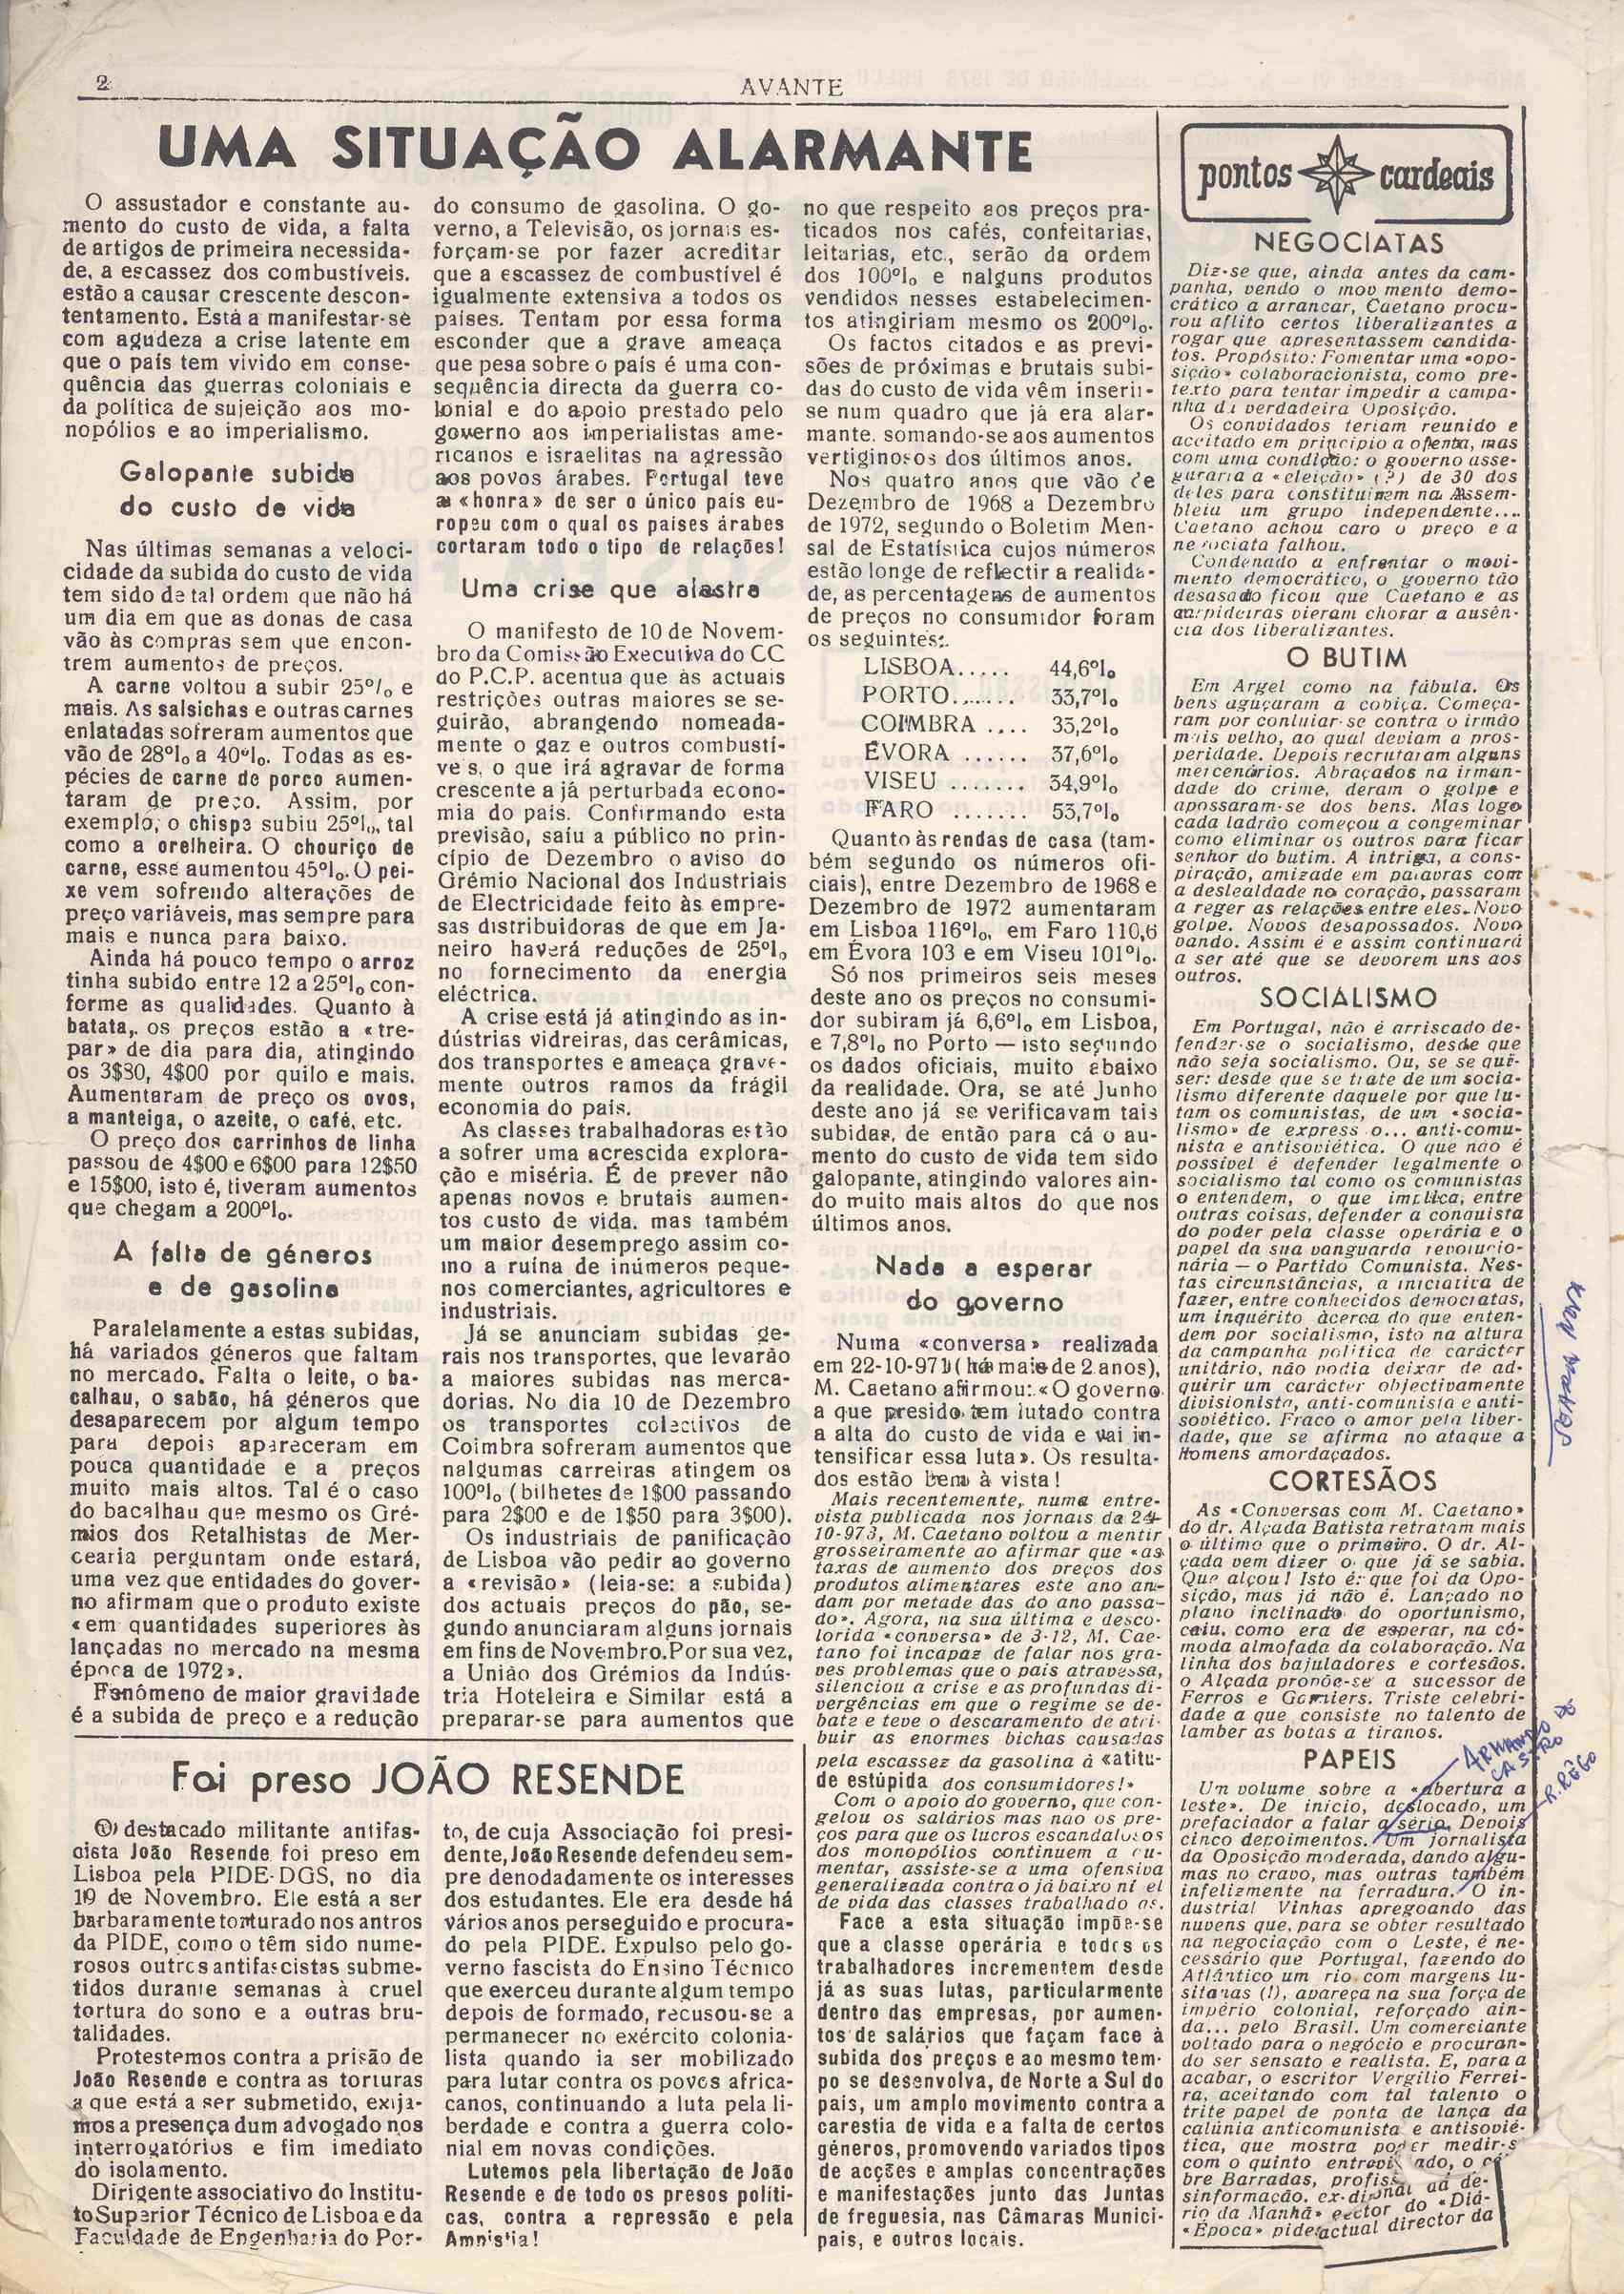 2
AVANTE
UMA SITUAÇÃO ALARMANTE
O assustador e constante au-
mento do custo de vida, a falta
de artigos de primeira necessida-
de, a escassez dos combustíveis.
estão a causar crescente descon-
tentamento. Está a manifestar-se
com agudeza a crise latente em
que o país tem vivido em conse-
quência das guerras coloniais e
da política de sujeição aos mo-
nopólios e ao imperialismo.
Galopante subida
do custo de vida
Nas últimas semanas a veloci-
cidade da subida do custo de vida
tem sido de tal ordem que não há
um dia em que as donas de casa
vão às compras sem que encon-
trem aumentos de preços.
A carne voltou a subir 25% e
mais. As salsichas e outras carnes
enlatadas sofreram aumentos que
vão de 28% a 40%. Todas as es-
pécies de carne de porco aumen-
taram de preço. Assim, por
exemplo, o chispe subiu 25%, tal
como a orelheira. O chouriço de
carne, esse aumentou 45%. O pei-
xe vem sofrendo alterações de
preço variáveis, mas sempre para
mais e nunca para baixo.
Ainda há pouco tempo o arroz
tinha subido entre 12 a 25% con-
forme as qualidades. Quanto à
batata, os preços estão a «tre-
par» de dia para dia, atingindo
os 3$80, 4$00 por quilo e mais.
Aumentaram de preço os ovos,
a manteiga, o azeite, o café, etc.
O preço dos carrinhos de linha
passou de 4$00 e 6$00 para 12$50
e 15$00, isto é, tiveram aumentos
que chegam a 200%.
A falta de géneros
e de gasolina
Paralelamente a estas subidas,
há variados géneros que faltam
no mercado. Falta o leite, o ba-
calhau, o sabão, há géneros que
desaparecem por algum tempo
para depois apareceram em
pouca quantidade e a preços
muito mais altos. Tal é o caso
do bacalhau que mesmo os Gré-
mios dos Retalhistas de Mer-
cearia perguntam onde estará,
uma vez que entidades do gover-
no afirmam que o produto existe
«em quantidades superiores às
lançadas no mercado na mesma
época de 1972».
Fenómeno de maior gravidade
é a subida de preço e a redução
do consumo de gasolina. O go-
verno, a Televisão, os jornais es-
forçam-se por fazer acreditar
que a escassez de combustível é
igualmente extensiva a todos os
países. Tentam por essa forma
esconder que a grave ameaça
que pesa sobre o país é uma con-
sequência directa da guerra co-
lonial e do apoio prestado pelo
governo aos imperialistas ame-
ricanos e israelitas na agressão
aos povos árabes. Portugal teve
a «honra» de ser o único país eu-
ropeu com o qual os países árabes
cortaram todo o tipo de relações!
Uma crise que alastra
O manifesto de 10 de Novem-
bro da Comissão Executiva do CC
do P.C.P. acentua que às actuais
restrições outras maiores se se-
guirão, abrangendo nomeada-
mente o gaz e outros combustí-
veis, o que irá agravar de forma
crescente a já perturbada econo-
mia do país. Confirmando esta
previsão, saíu a público no prin-
cípio de Dezembro o aviso do
Grémio Nacional dos Industriais
de Electricidade feito às empre-
sas distribuidoras de que em Ja-
neiro haverá reduções de 25%
no fornecimento da energia
eléctrica.
A crise está já atingindo as in-
dústrias vidreiras, das cerâmicas,
dos transportes e ameaça grave-
mente outros ramos da frágil
economia do país.
As classes trabalhadoras estão
a sofrer uma acrescida explora-
ção e miséria. É de prever não
apenas novos e brutais aumen-
tos custo de vida, mas também
um maior desemprego assim co-
mo a ruína de inúmeros peque-
nos comerciantes, agricultores e
industriais.
Já se anunciam subidas ge-
rais nos transportes, que levarão
a maiores subidas nas merca-
dorias. No dia 10 de Dezembro
os transportes colectivos de
Coimbra sofreram aumentos que
nalgumas carreiras atingem os
100% (bilhetes de 1$00 passando
para 2$00 e de 1$50 para 3$00).
Os industriais de panificação
de Lisboa vão pedir ao governo
a «revisão» (leia-se: a subida)
dos actuais preços do pão, se-
gundo anunciaram alguns jornais
em fins de Novembro. Por sua vez,
a União dos Grémios da Indús-
tria Hoteleira e Similar está a
preparar-se para aumentos que
no que respeito aos preços pra-
ticados nos cafés, confeitarias,
leitarias, etc., serão da ordem
dos 100% e nalguns produtos
vendidos nesses estabelecimen-
tos atingiriam mesmo os 200%.
Os factos citados e as previ-
sões de próximas e brutais subi-
das do custo de vida vêm inserir-
se num quadro que já era alar-
mante. somando-se aos aumentos
vertiginosos dos últimos anos.
Nos quatro anos que vão de
Dezembro de 1968 a Dezembro
de 1972, segundo o Boletim Men-
sal de Estatística cujos números
estão longe de reflectir a realida-
de, as percentagens de aumentos
de preços no consumidor foram
os seguintes:
LISBOA..... 44,6%
PORTO....... 33,7%
COIMBRA .... 33,2%
ÉVORA ...... 37,6%
VISEU ....... 34,9%
FARO ....... 53,7%
Quanto às rendas de casa (tam-
bém segundo os números ofi-
ciais), entre Dezembro de 1968 e
Dezembro de 1972 aumentaram
em Lisboa 116%, em Faro 110,6
em Évora 103 e em Viseu 101%.
Só nos primeiros seis meses
deste ano os preços no consumi-
dor subiram já 6,6% em Lisboa,
e 7,8% no Porto — isto segundo
os dados oficiais, muito abaixo
da realidade. Ora, se até Junho
deste ano já se verificavam tais
subidas, de então para cá o au-
mento do custo de vida tem sido
galopante, atingindo valores ain-
do muito mais altos do que nos
últimos anos.
Nada a esperar
do governo
Numa «conversa» realizada
em 22-10-971 (há mais de 2 anos),
M. Caetano afirmou: «O governo
a que presido tem lutado contra
a alta do custo de vida e vai in-
tensificar essa luta». Os resulta-
dos estão bem à vista!
Mais recentemente, numa entre-
vista publicada nos jornais da 24-
10-973, M. Caetano voltou a mentir
grosseiramente ao afirmar que «as
taxas de aumento dos preços dos
produtos alimentares este ano an-
dam por metade das do ano passa-
do». Agora, na sua última e desco-
lorida «conversa» de 3-12, M. Cae-
tano foi incapaz de falar nos gra-
ves problemas que o país atravessa,
silenciou a crise e as profundas di-
vergências em que o regime se de-
bate e teve o descaramento de atri-
buir as enormes bichas causadas
pela escassez da gasolina à «atitu-
de estúpida dos consumidores!»
Com o apoio do governo, que con-
gelou os salários mas não os pre-
ços para que os lucros escandalosos
dos monopólios continuem a au-
mentar, assiste-se a uma ofensiva
generalizada contra o já baixo nível
de vida das classes trabalhadoras.
Face a esta situação impõe-se
que a classe operária e todos os
trabalhadores incrementem desde
já as suas lutas, particularmente
dentro das empresas, por aumen-
tos de salários que façam face à
subida dos preços e ao mesmo tem-
po se desenvolva, de Norte a Sul do
país, um amplo movimento contra a
carestia de vida e a falta de certos
géneros, promovendo variados tipos
de acções e amplas concentrações
e manifestações junto das Juntas
de freguesia, nas Câmaras Munici-
pais, e outros locais.
Foi preso JOÃO RESENDE
O destacado militante antifas-
cista João Resende foi preso em
Lisboa pela PIDE-DGS, no dia
19 de Novembro. Ele está a ser
barbaramente torturado nos antros
da PIDE, como o têm sido nume-
rosos outros antifascistas subme-
tidos durante semanas à cruel
tortura do sono e a outras bru-
talidades.
Protestemos contra a prisão de
João Resende e contra as torturas
a que está a ser submetido, exija-
mos a presença dum advogado nos
interrogatórios e fim imediato
do isolamento.
Dirigente associativo do Institu-
to Superior Técnico de Lisboa e da
Faculdade de Engenharia do Por-
to, de cuja Associação foi presi-
dente, João Resende defendeu sem-
pre denodadamente os interesses
dos estudantes. Ele era desde há
vários anos perseguido e procura-
do pela PIDE. Expulso pelo go-
verno fascista do Ensino Técnico
que exerceu durante algum tempo
depois de formado, recusou-se a
permanecer no exército colonia-
lista quando ia ser mobilizado
para lutar contra os povos africa-
canos, continuando a luta pela li-
berdade e contra a guerra colo-
nial em novas condições.
Lutemos pela libertação de João
Resende e de todo os presos políti-
cas, contra a repressão e pela
Amnistia!
pontos cardeais
NEGOCIATAS
Diz-se que, ainda antes da cam-
panha, vendo o movimento demo-
crático a arrancar, Caetano procu-
rou aflito certos liberalizantes a
rogar que apresentassem candida-
tos. Propósito: Fomentar uma «opo-
sição» colaboracionista, como pre-
texto para tentar impedir a campa-
nha da verdadeira Oposição.
Os convidados teriam reunido e
aceitado em princípio a oferta, mas
com uma condição: o governo asse-
guraria a «eleição» (?) de 30 dos
deles para constituirem na Assem-
bleia um grupo independente....
Caetano achou caro o preço e a
negociata falhou.
Condenado a enfrentar o movi-
mento democrático, o governo tão
desasado ficou que Caetano e as
carpideiras vieram chorar a ausên-
cia dos liberalizantes.
O BUTIM
Em Argel como na fábula. Os
bens aguçaram a cobiça. Começa-
ram por conluiar-se contra o irmão
mais velho, ao qual deviam a pros-
peridade. Depois recrutaram alguns
mercenários. Abraçados na irman-
dade do crime, deram o golpe e
apossaram-se dos bens. Mas logo
cada ladrão começou a congeminar
como eliminar os outros para ficar
senhor do butim. A intriga, a cons-
piração, amizade em palavras com
a deslealdade no coração, passaram
a reger as relações entre eles. Novo
golpe. Novos desapossados. Novo
vando. Assim é e assim continuará
a ser até que se devorem uns aos
outros.
SOCIALISMO
Em Portugal, não é arriscado de-
fender-se o socialismo, desde que
não seja socialismo. Ou, se se qui-
ser: desde que se trate de um socia-
lismo diferente daquele por que lu-
tam os comunistas, de um «socia-
lismo» de express o... anti-comu-
nista e antisoviética. O que não é
possível é defender legalmente o
socialismo tal como os comunistas
o entendem, o que implica, entre
outras coisas, defender a conquista
do poder pela classe operária e o
papel da sua vanguarda revolucio-
nária — o Partido Comunista. Nes-
tas circunstâncias, a iniciativa de
fazer, entre conhecidos democratas,
um inquérito àcerca do que enten-
dem por socialismo, isto na altura
da campanha política de carácter
unitário, não podia deixar de ad-
quirir um carácter objectivamente
divisionista, anti-comunista e anti-
soviético. Fraco o amor pela liber-
dade, que se afirma no ataque a
Homens amordaçados.
CORTESÃOS
As «Conversas com M. Caetano»
do dr. Alçada Batista retratam mais
o último que o primeiro. O dr. Al-
çada vem dizer o que já se sabia.
Que alçou! Isto é: que foi da Opo-
sição, mas já não é. Lançado no
plano inclinado do oportunismo,
caiu, como era de esperar, na có-
moda almofada da colaboração. Na
linha dos bajuladores e cortesãos.
o Alçada propõe-se a sucessor de
Ferros e Garniers. Triste celebri-
dade a que consiste no talento de
lamber as botas a tiranos.
PAPEIS
ARMANDO DE
CASTRO
R. RÊGO
Um volume sobre a «abertura a
leste». De início, deslocado, um
prefaciador a falar a sério. Depois
cinco depoimentos. Um jornalista
da Oposição moderada, dando algu-
mas no cravo, mas outras também
infelizmente na ferradura. O in-
dustrial Vinhas apregoando das
nuvens que, para se obter resultado
na negociação com o Leste, é ne-
cessário que Portugal, fazendo do
Atlântico um rio com margens lu-
sitanas (!), apareça na sua força de
império colonial, reforçado ain-
da... pelo Brasil. Um comerciante
voltado para o negócio e procuran-
do ser sensato e realista. E, para a
acabar, o escritor Vergílio Ferrei-
ra, aceitando com tal talento o
trite papel de ponta de lança da
calúnia anticomunista e antisovié-
tica, que mostra poder medir-s
com o quinto entrevi ado, o cé
bre Barradas, profiss nal da de-
sinformação. ex-director do «Diá-
rio da Manhã» e actual director da
«Época» pide